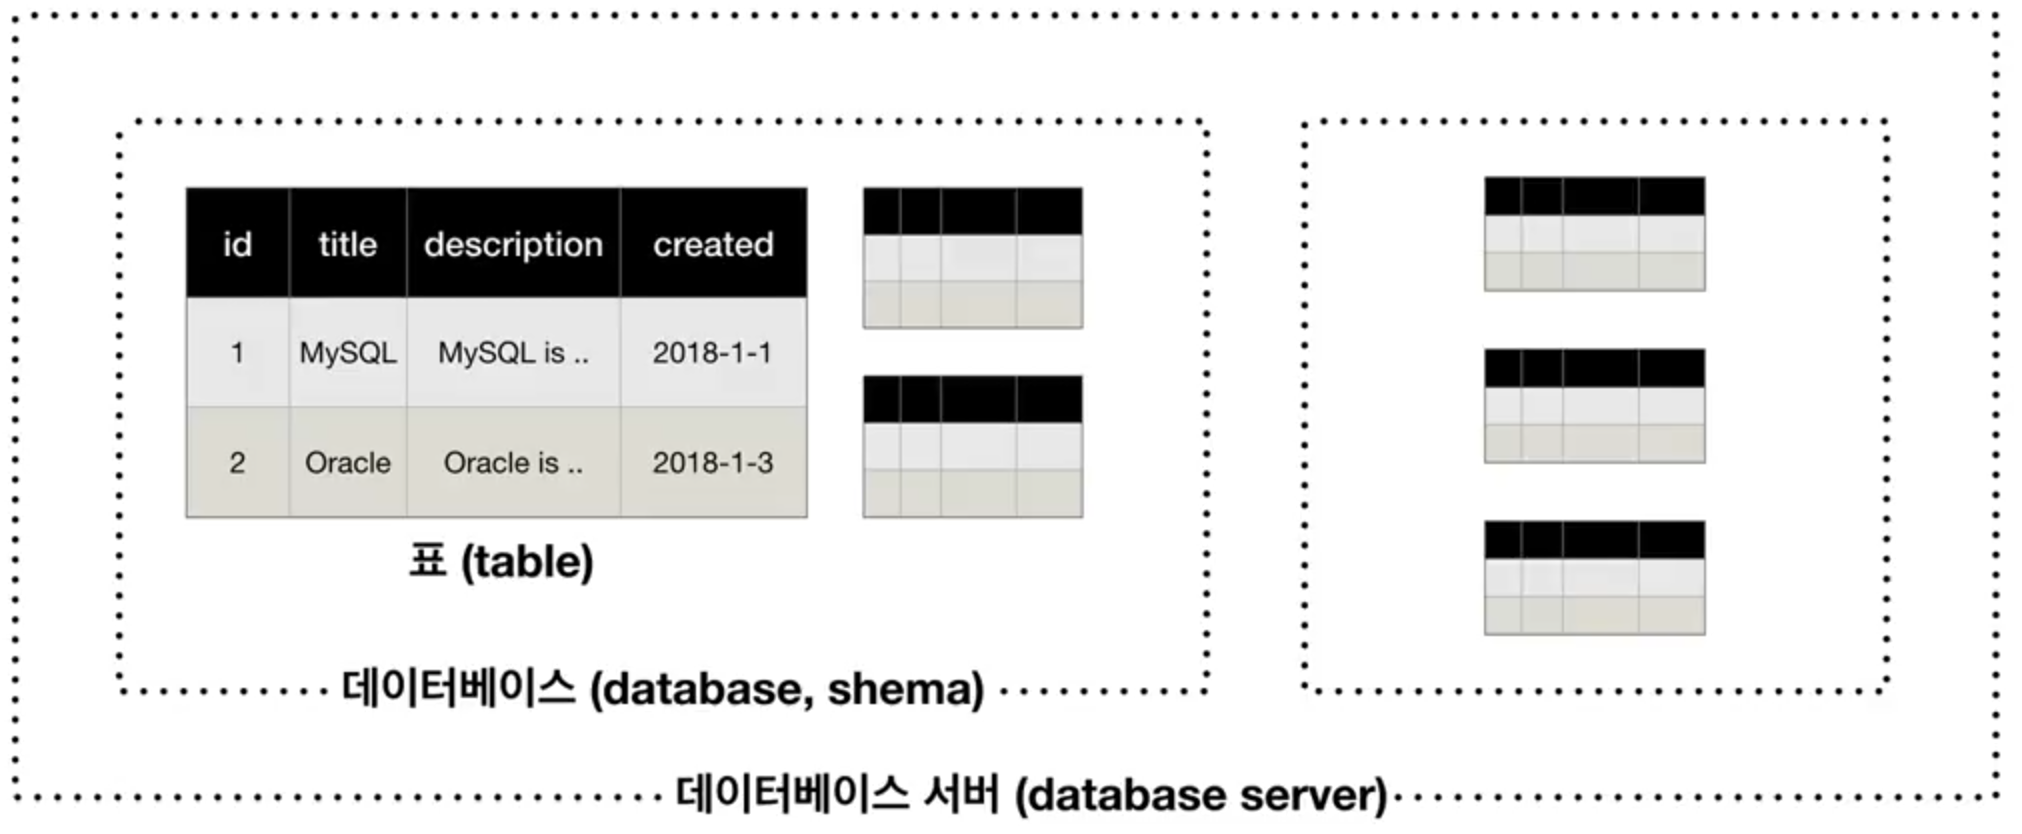 id title description created
1 MySQL MySQL is .. 2018-1-1
2 Oracle Oracle is .. 2018-1-3
표 (table)
데이터베이스 (database, shema)
데이터베이스 서버 (database server)